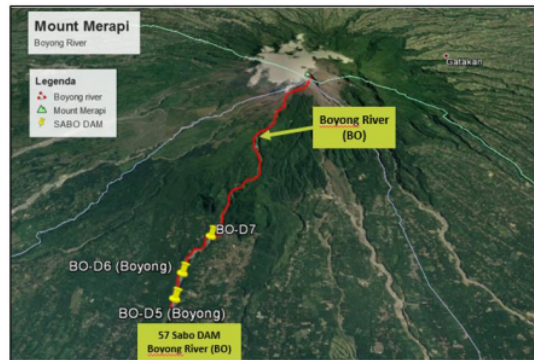 Mount Merapi
Boyong River
Legenda
Boyong river
Mount Merapi
SABO DAM
Gatakan
Boyong River
(BO)
BO-D7
BO-D6 (Boyong)
BO-D5 (Boyong)
57 Sabo DAM
Boyong River (BO)